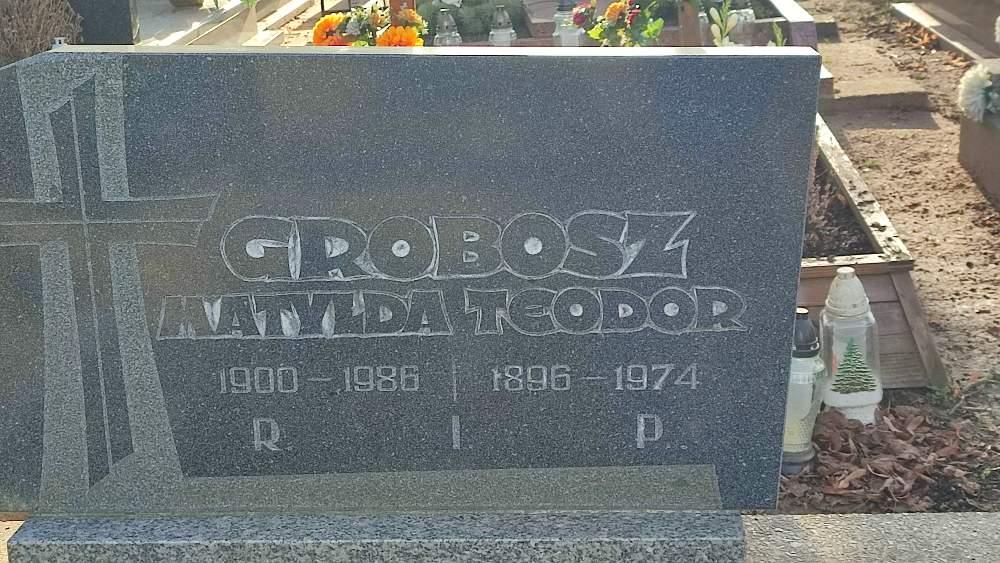 GROBOSZ
MATYLDA TEODOR
1900 - 1986 | 1896 - 1974
R. I. P.